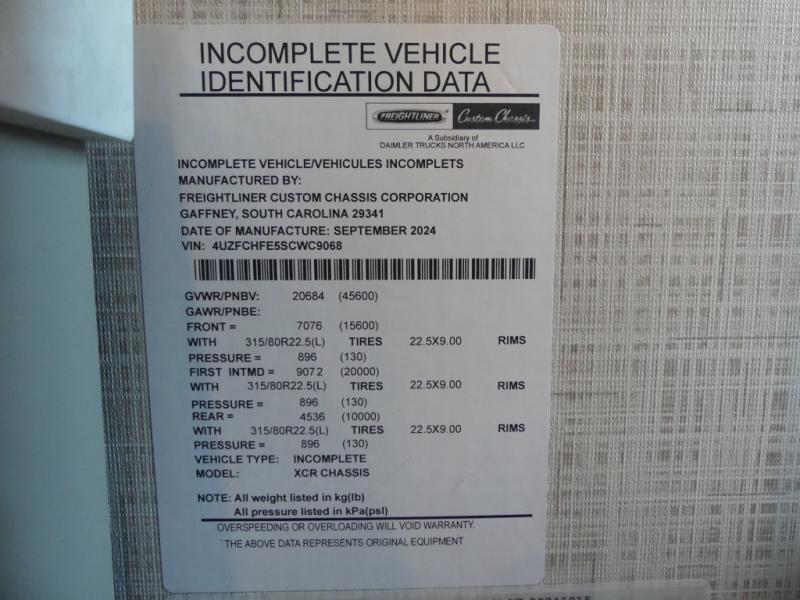 INCOMPLETE VEHICLE
IDENTIFICATION DATA
FREIGHTLINER® Custom Chassis
A Subsidiary of
DAIMLER TRUCKS NORTH AMERICA LLC
INCOMPLETE VEHICLE/VEHICULES INCOMPLETS
MANUFACTURED BY:
FREIGHTLINER CUSTOM CHASSIS CORPORATION
GAFFNEY, SOUTH CAROLINA 29341
DATE OF MANUFACTURE: SEPTEMBER 2024
VIN: 4UZFCHFE5SCWC9068
GVWR/PNBV: 20684 (45600)
GAWR/PNBE:
FRONT = 7076 (15600)
WITH 315/80R22.5(L) TIRES 22.5X9.00 RIMS
PRESSURE = 896 (130)
FIRST INTMD = 9072 (20000)
WITH 315/80R22.5(L) TIRES 22.5X9.00 RIMS
PRESSURE = 896 (130)
REAR = 4536 (10000)
WITH 315/80R22.5(L) TIRES 22.5X9.00 RIMS
PRESSURE = 896 (130)
VEHICLE TYPE: INCOMPLETE
MODEL: XCR CHASSIS
NOTE: All weight listed in kg(lb)
All pressure listed in kPa(psi)
OVERSPEEDING OR OVERLOADING WILL VOID WARRANTY.
THE ABOVE DATA REPRESENTS ORIGINAL EQUIPMENT